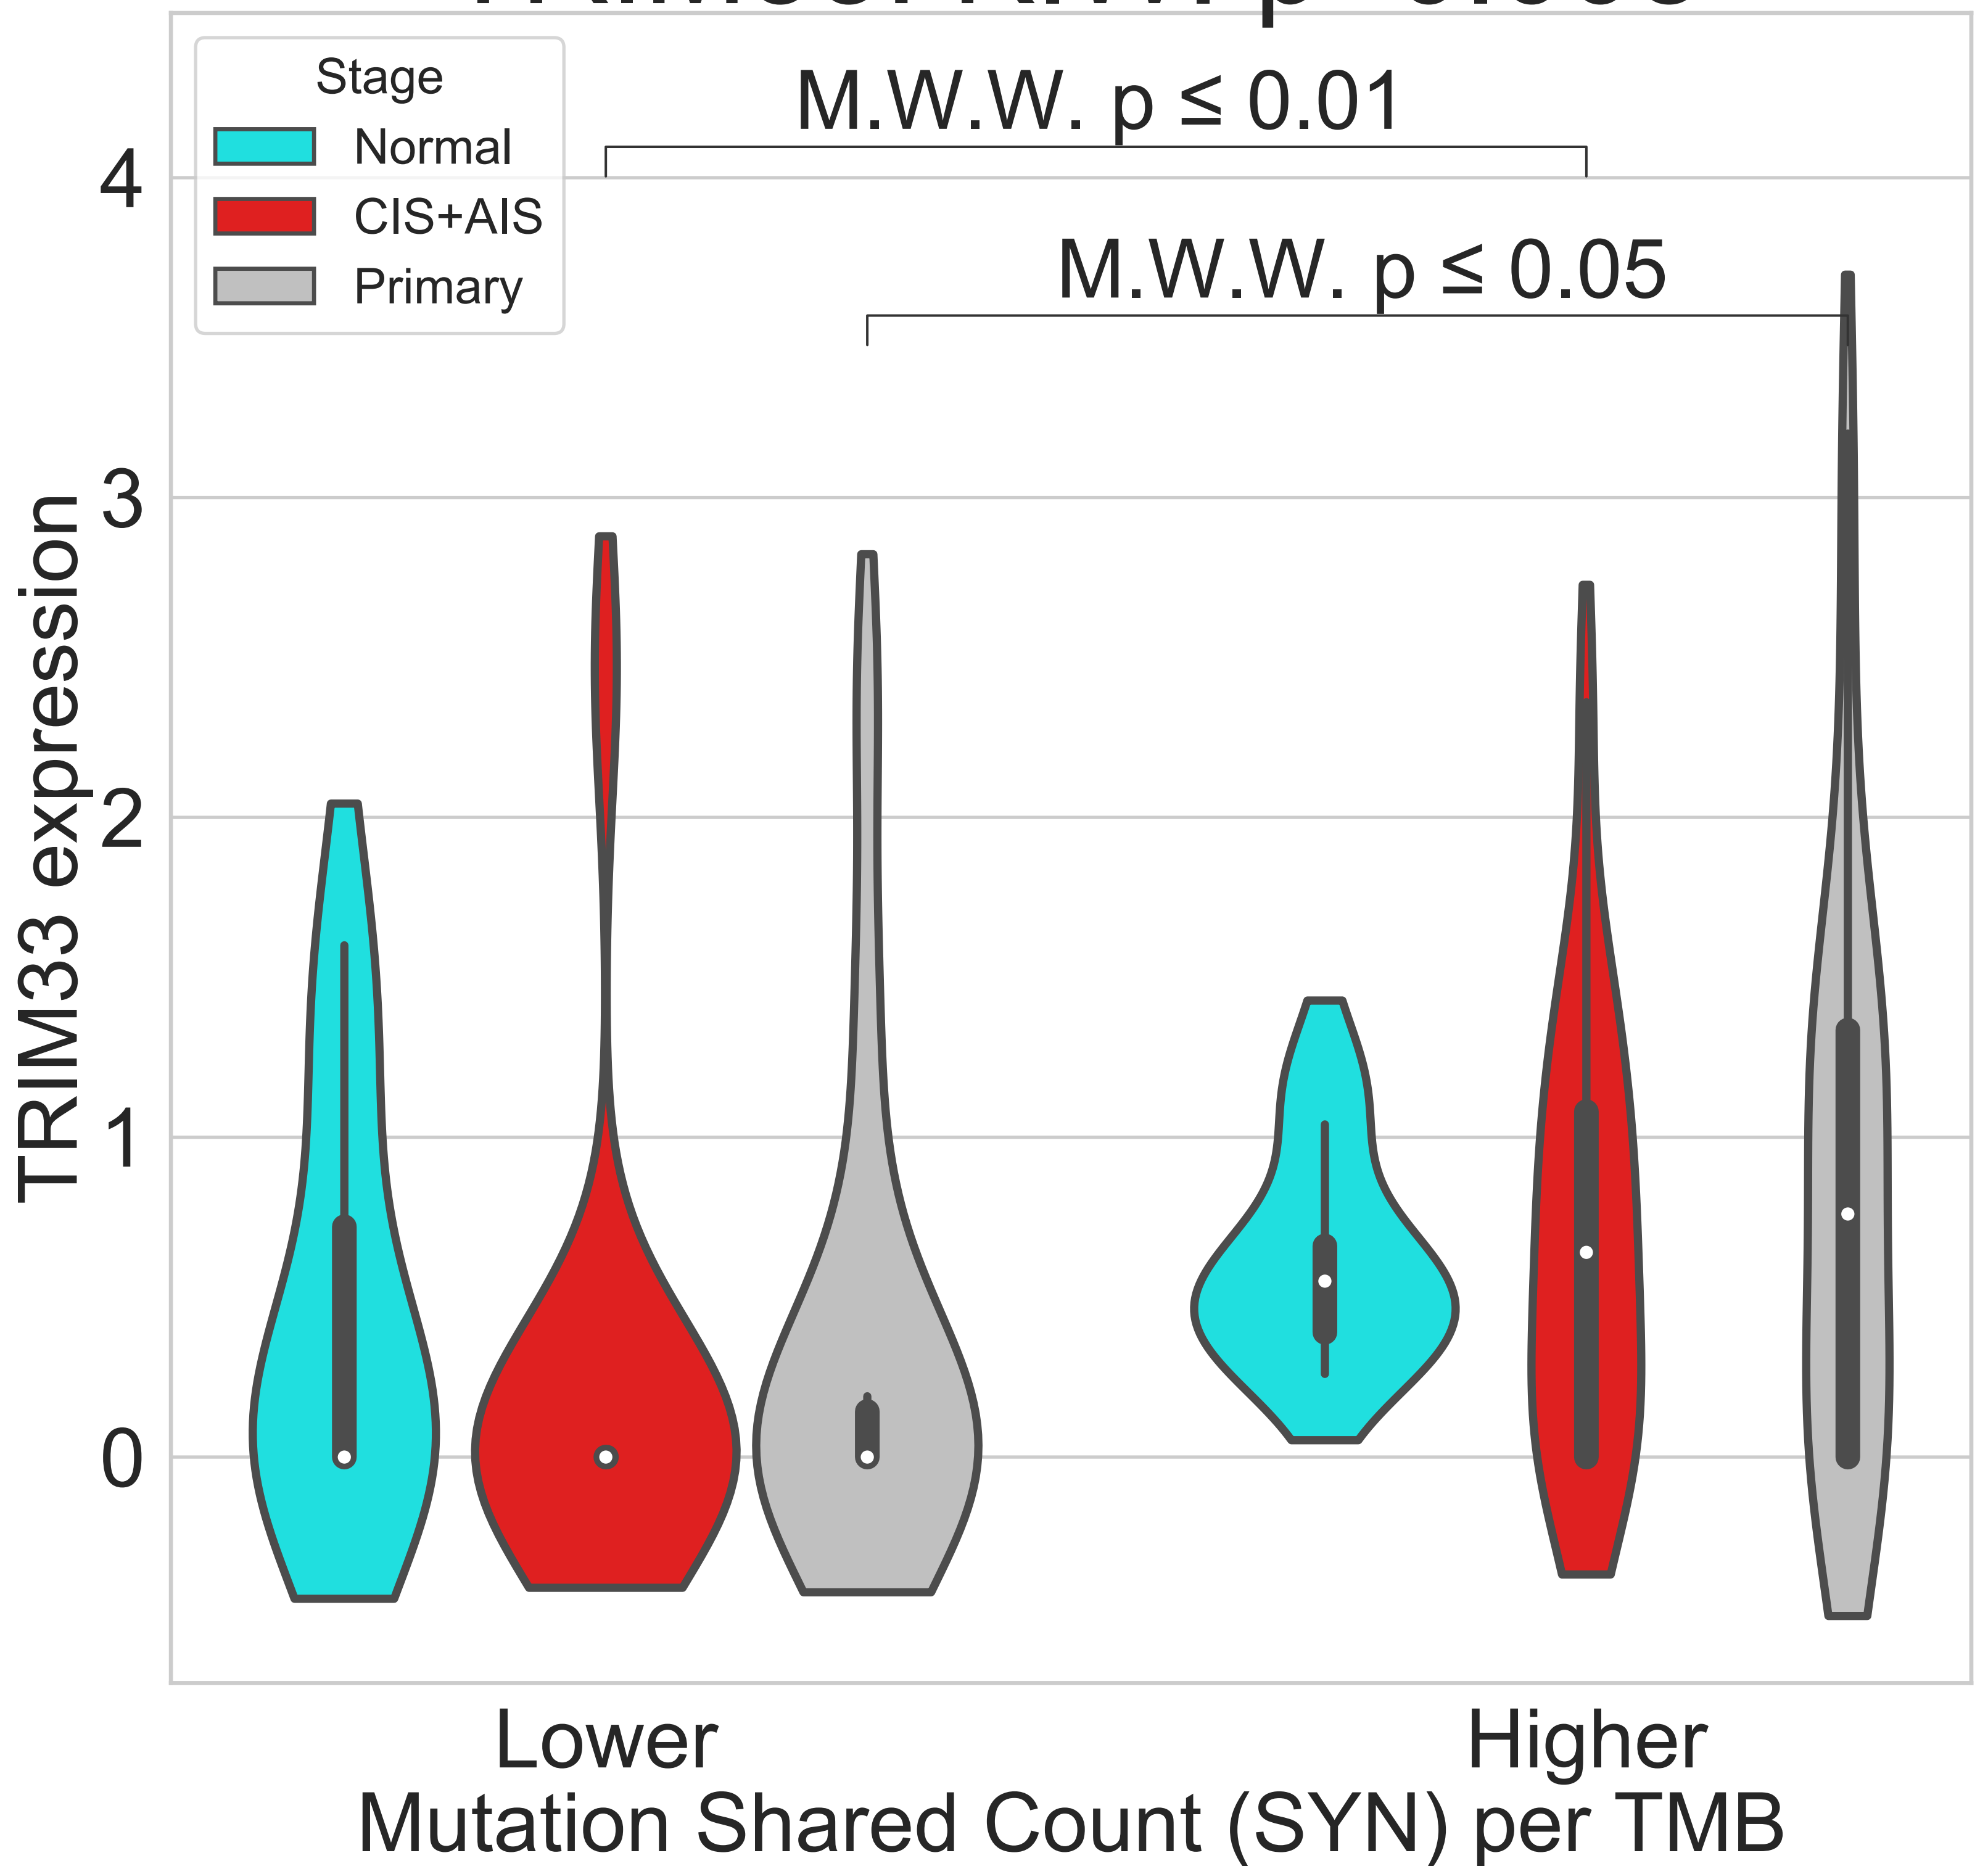 Stage
Normal
CIS+AIS
Primary
M.W.W. p ≤ 0.01
M.W.W. p ≤ 0.05
4
3
2
1
0
TRIM33 expression
Lower
Higher
Mutation Shared Count (SYN) per TMB